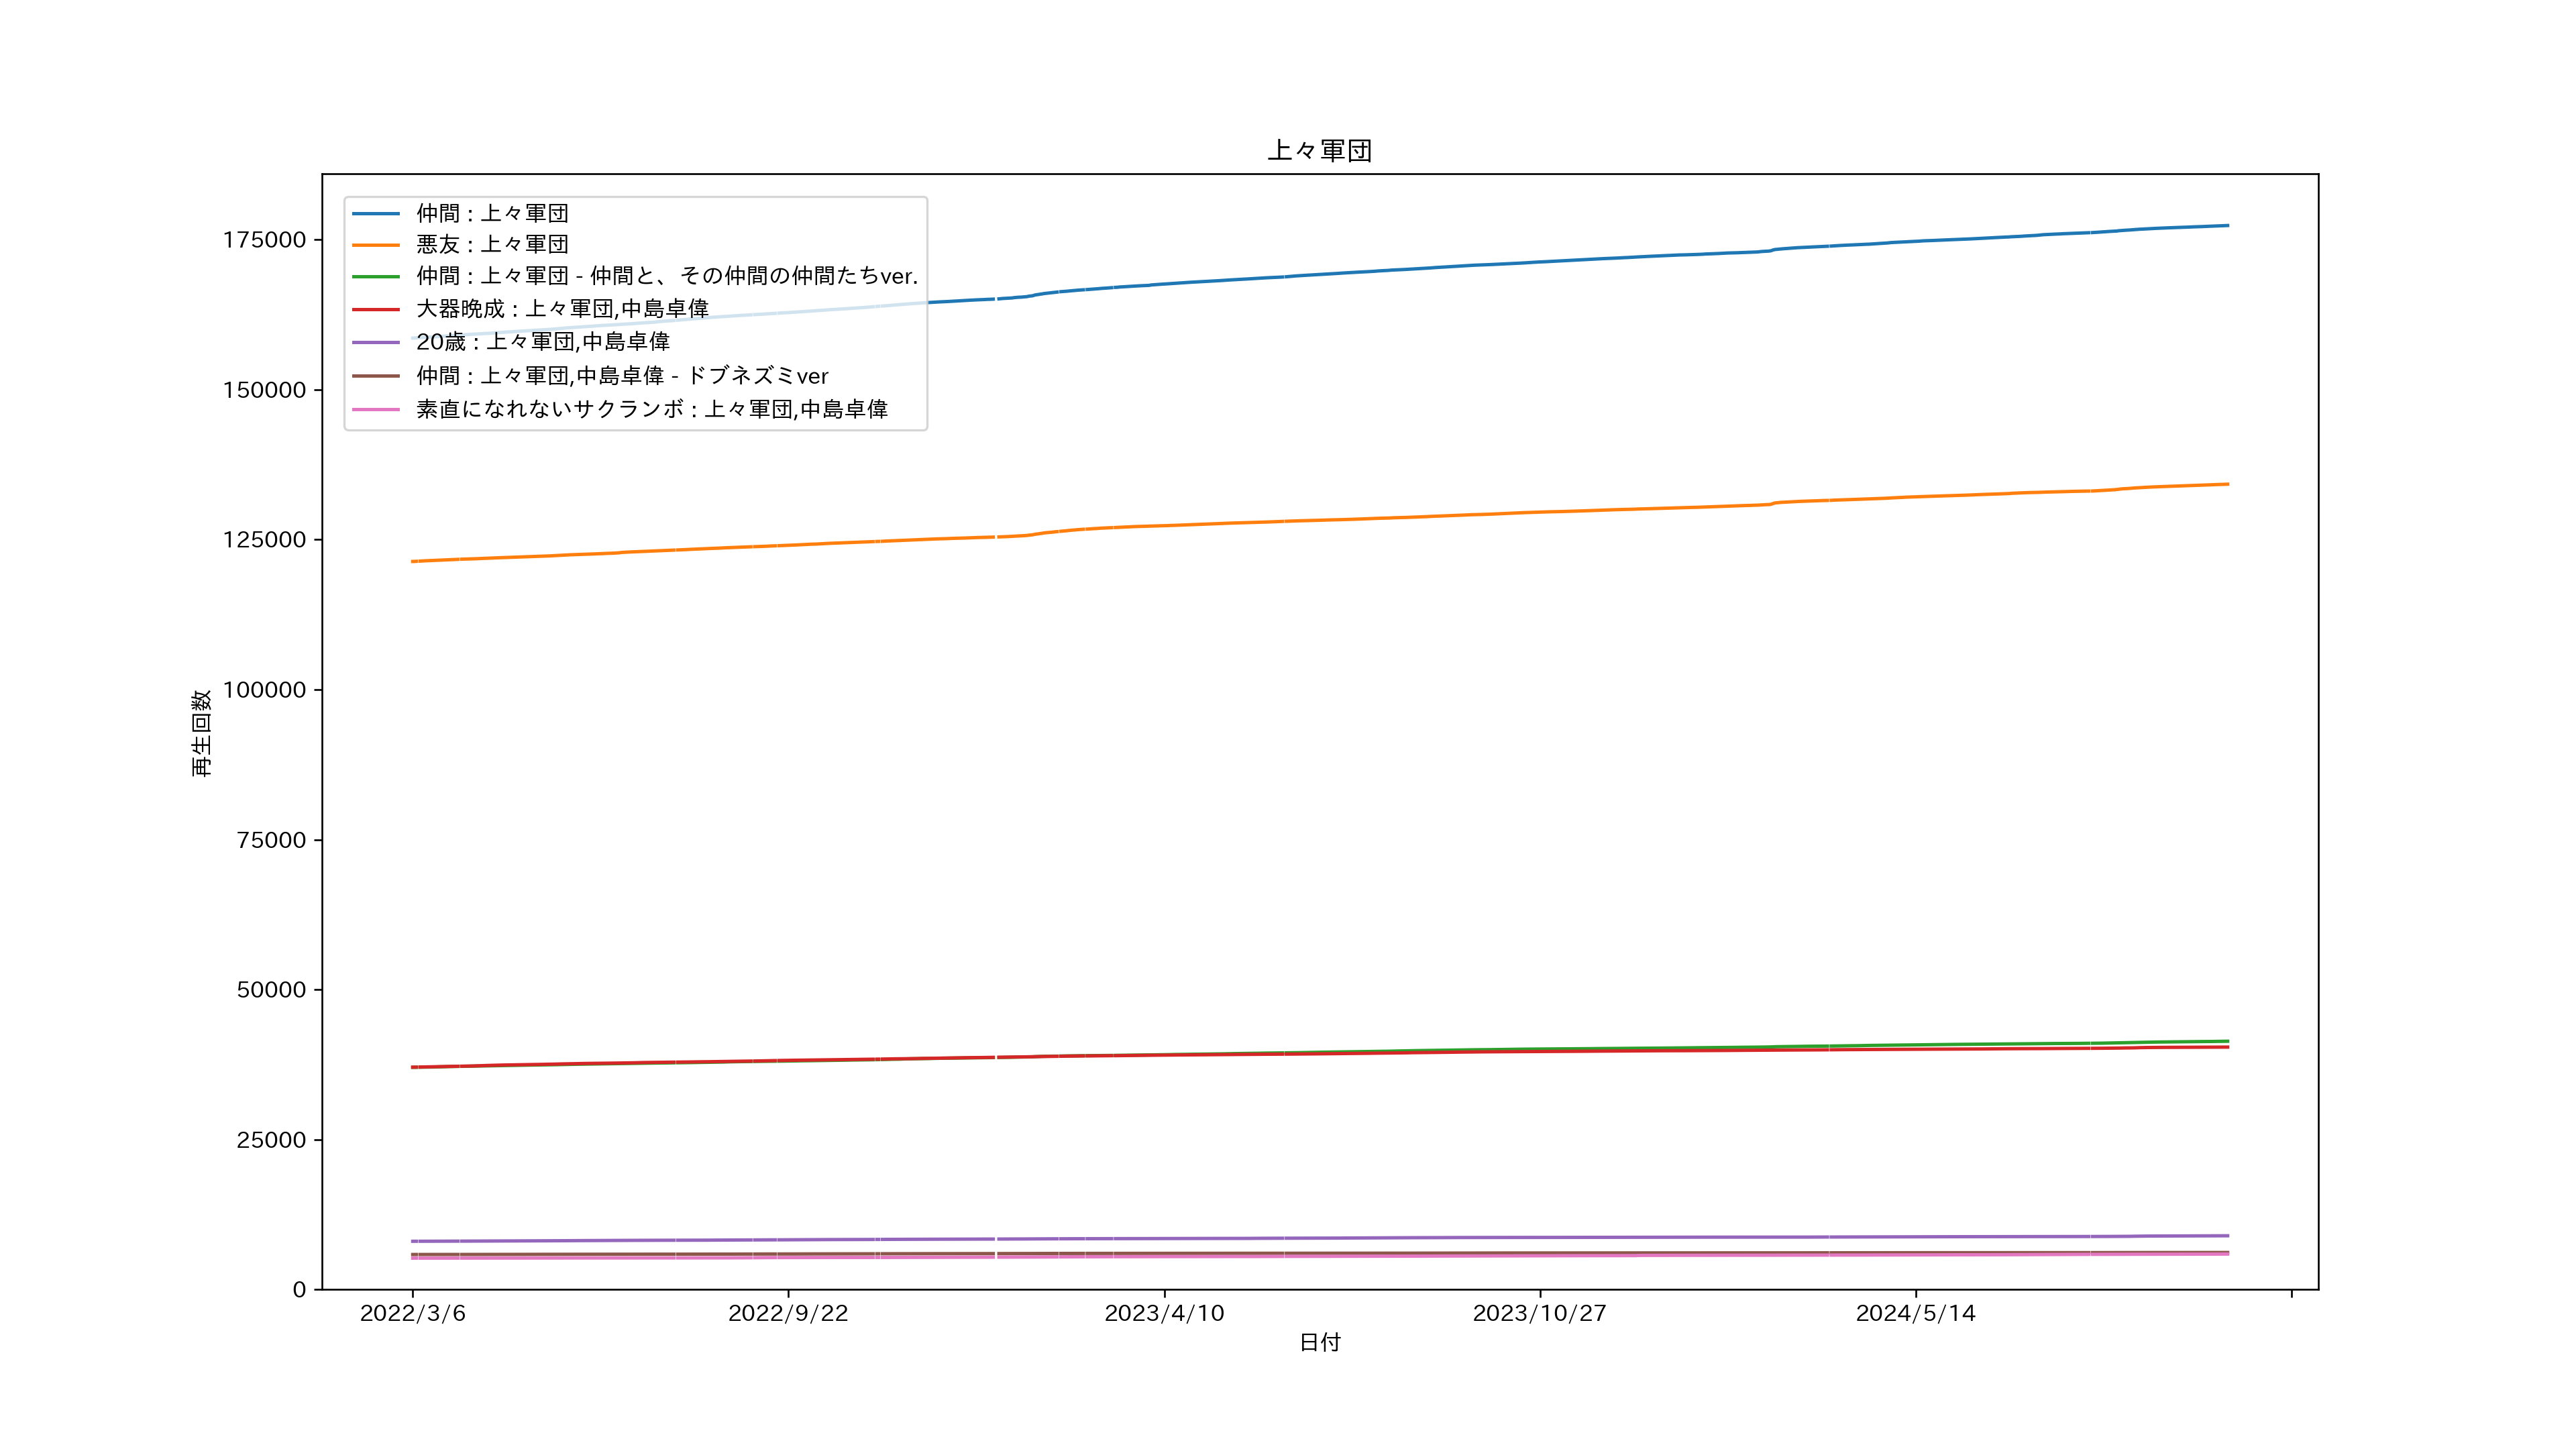 上々軍団
仲間 : 上々軍団
悪友 : 上々軍団
仲間 : 上々軍団 - 仲間と、その仲間の仲間たちver.
大器晩成 : 上々軍団,中島卓偉
20歳 : 上々軍団,中島卓偉
仲間 : 上々軍団,中島卓偉 - ドブネズミver
素直になれないサクランボ : 上々軍団,中島卓偉
175000
150000
125000
100000
75000
50000
25000
0
再生回数
2022/3/6
2022/9/22
2023/4/10
2023/10/27
2024/5/14
日付